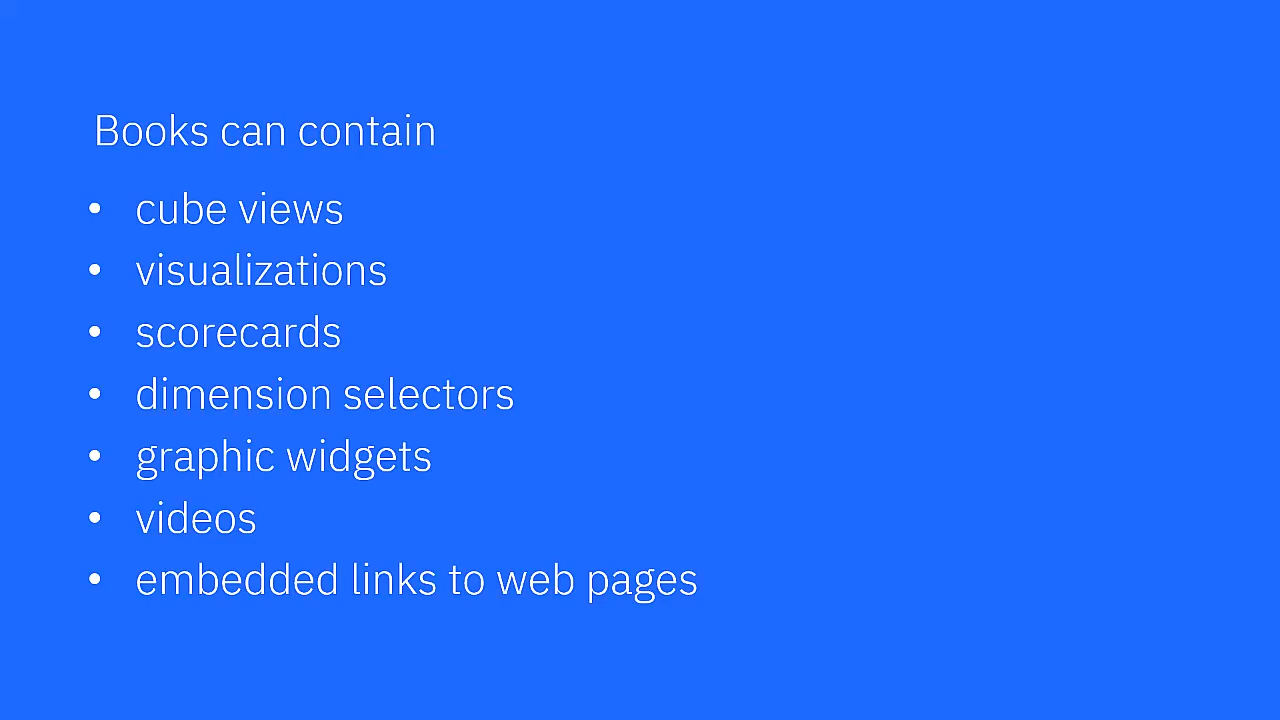 Books can contain
• cube views
• visualizations
• scorecards
• dimension selectors
• graphic widgets
• videos
• embedded links to web pages